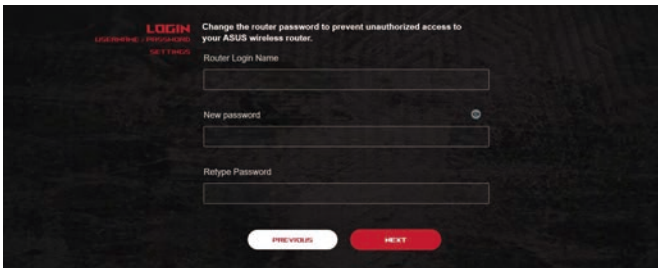 LOGIN
USERNAME / PASSWORD
SETTINGS
Change the router password to prevent unauthorized access to
your ASUS wireless router.
Router Login Name
New password
Retype Password
PREVIOUS
NEXT